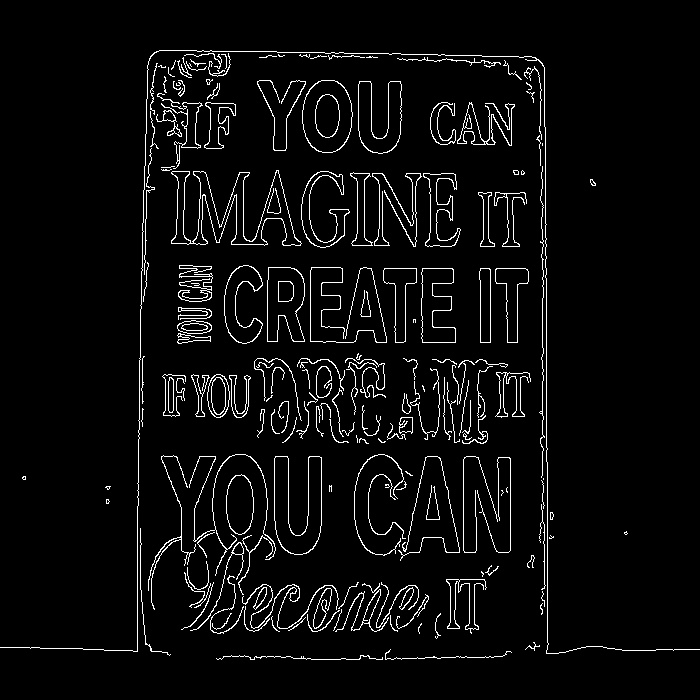 IF YOU CAN
IMAGINE IT
YOU CAN CREATE IT
IF YOU DREAM IT
YOU CAN
Become IT